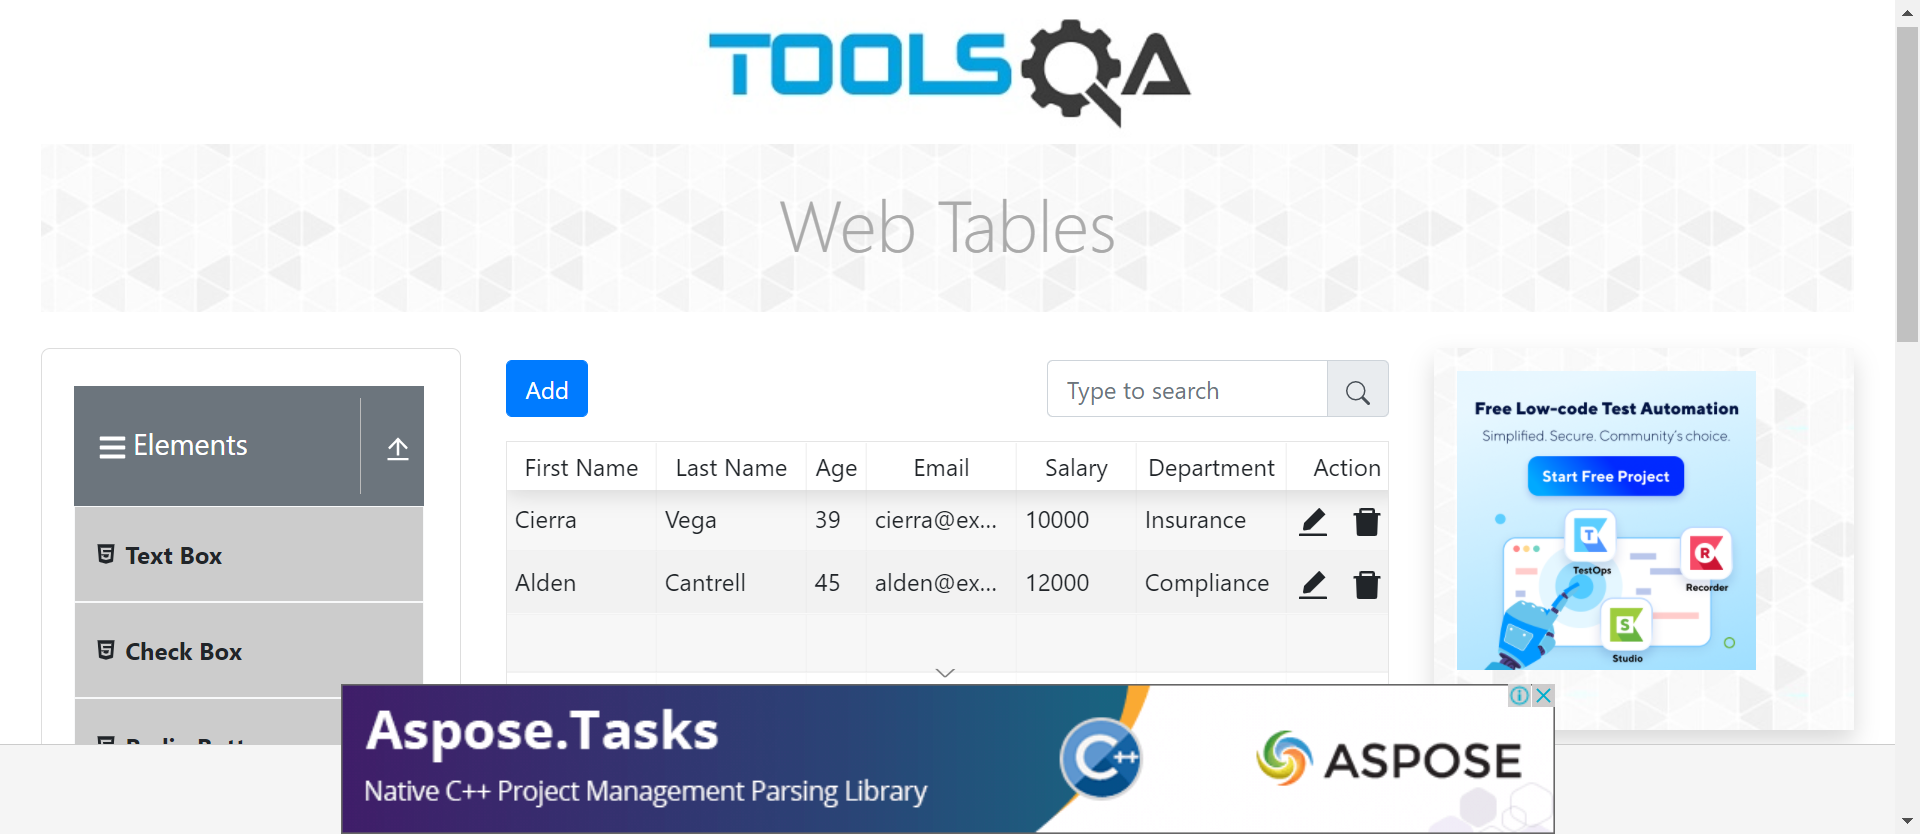 TOOLSQA
Web Tables
Elements
Text Box
Check Box
Add
Type to search
First Name Last Name Age Email Salary Department Action
Cierra Vega 39 cierra@ex... 10000 Insurance
Alden Cantrell 45 alden@ex... 12000 Compliance
Free Low-code Test Automation
Simplified. Secure. Community's choice.
Start Free Project
TestOps
Recorder
Studio
Aspose.Tasks
Native C++ Project Management Parsing Library
C++
ASPOSE